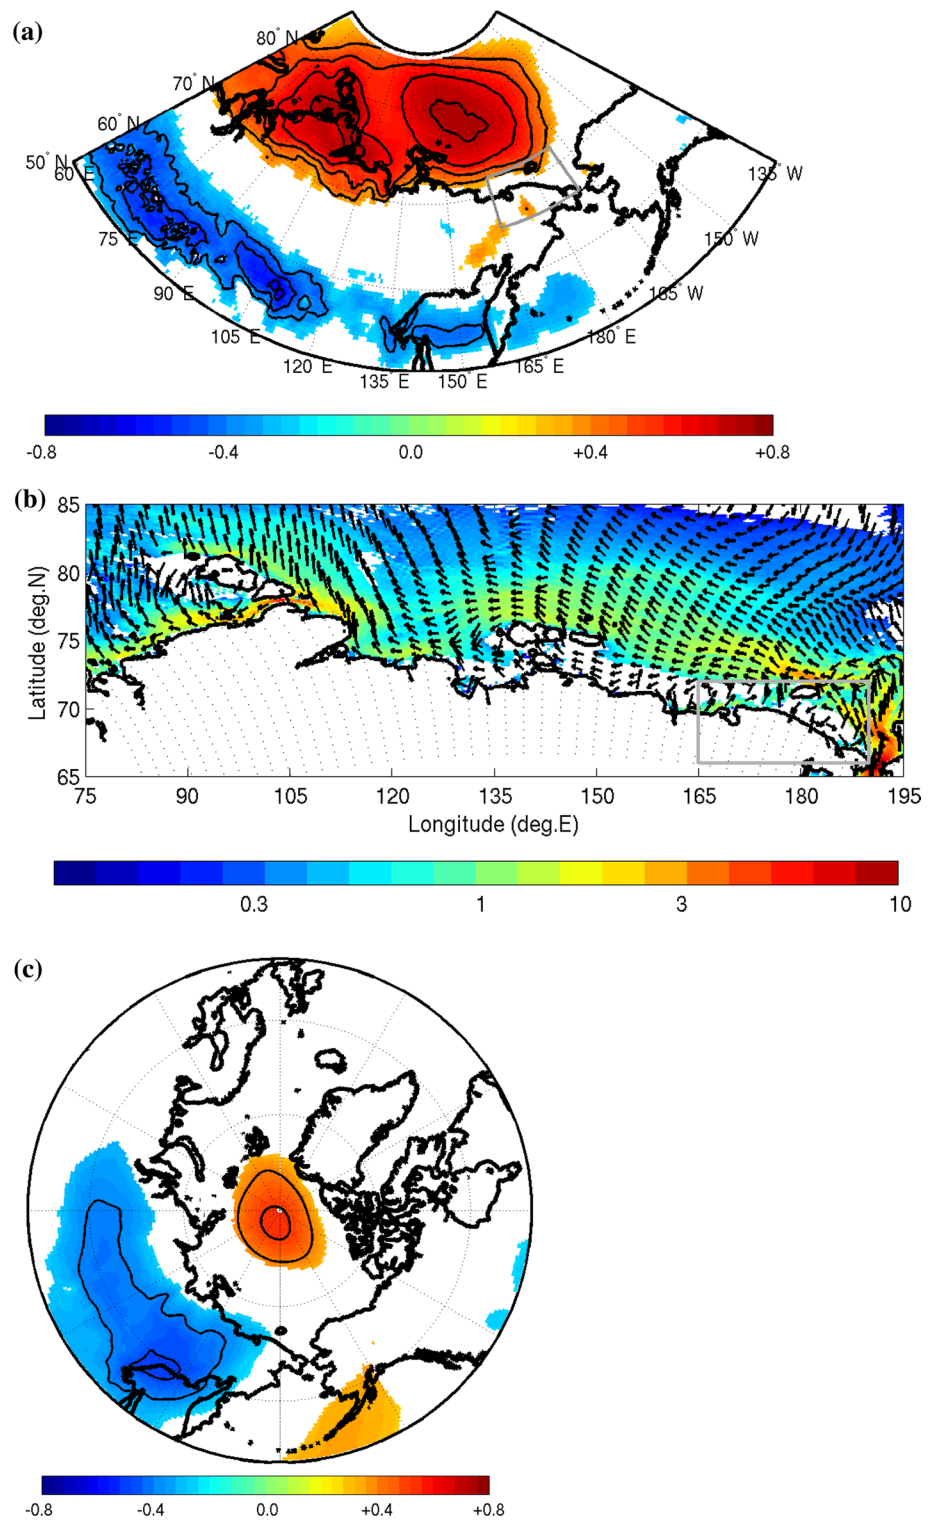 (a)
80° N
70° N
60° N
50° N
60° E
75° E
90° E
105° E
120° E
135° E
150° E
165° E
180° E
165° W
150° W
135° W
-0.8 -0.4 0.0 +0.4 +0.8
(b)
85
80
75
70
65
Latitude (deg.N)
75 90 105 120 135 150 165 180 195
Longitude (deg.E)
0.3 1 3 10
(c)
-0.8 -0.4 0.0 +0.4 +0.8